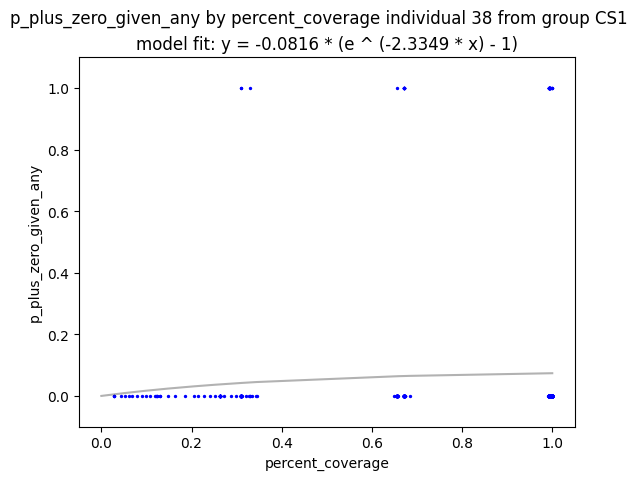 p_plus_zero_given_any by percent_coverage individual 38 from group CS1
model fit: y = -0.0816 * (e ^ (-2.3349 * x) - 1)
p_plus_zero_given_any
1.0
0.8
0.6
0.4
0.2
0.0
0.0 0.2 0.4 0.6 0.8 1.0
percent_coverage